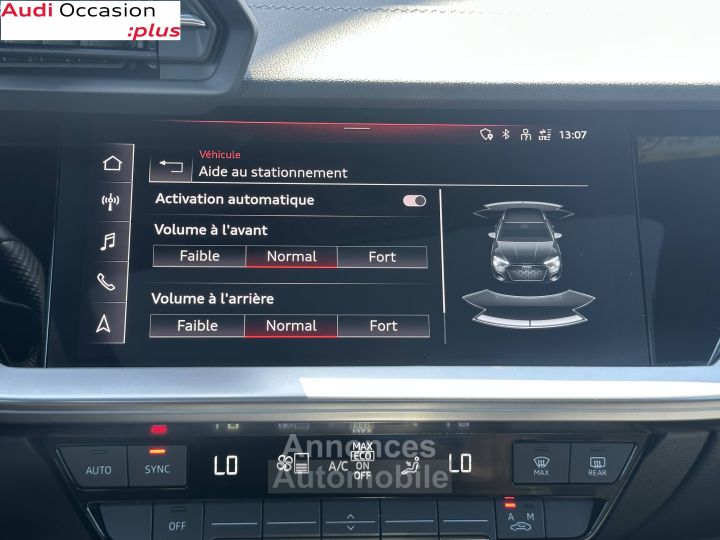 Audi Occasion
:plus
13:07
Véhicule
Aide au stationnement
Activation automatique
Volume à l'avant
Faible Normal Fort
Volume à l'arrière
Faible Normal Fort
Annonces
Automobile
AUTO SYNC LO A/C MAX ECO ON OFF LO MAX REAR
OFF A M